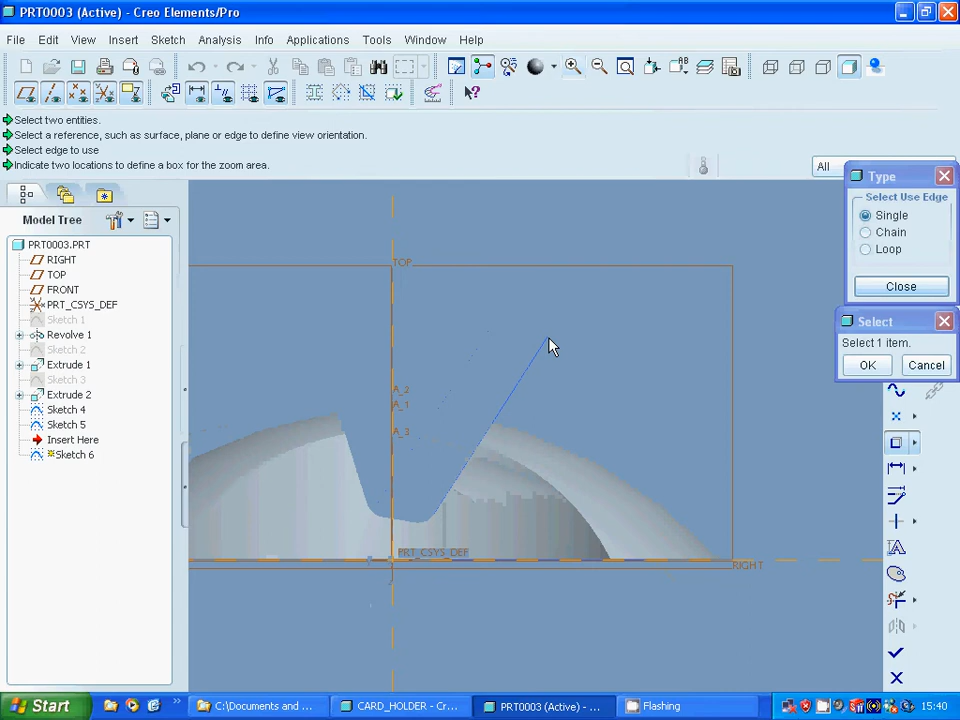 PRT0003 (Active) - Creo Elements/Pro
File Edit View Insert Sketch Analysis Info Applications Tools Window Help
Select two entities.
Select a reference, such as surface, plane or edge to define view orientation.
Select edge to use
Indicate two locations to define a box for the zoom area.
All
Type
Select Use Edge
Single
Chain
Loop
Close
Select
Select 1 item.
OK Cancel
Model Tree
PRT0003.PRT
RIGHT
TOP
FRONT
PRT_CSYS_DEF
Sketch 1
Revolve 1
Sketch 2
Extrude 1
Sketch 3
Extrude 2
Sketch 4
Sketch 5
Insert Here
Sketch 6
TOP
A_2
A_1
A_3
PRT_CSYS_DEF
RIGHT
Start
C:\Documents and ...
CARD_HOLDER - Cr...
PRT0003 (Active) - ...
Flashing
15:40